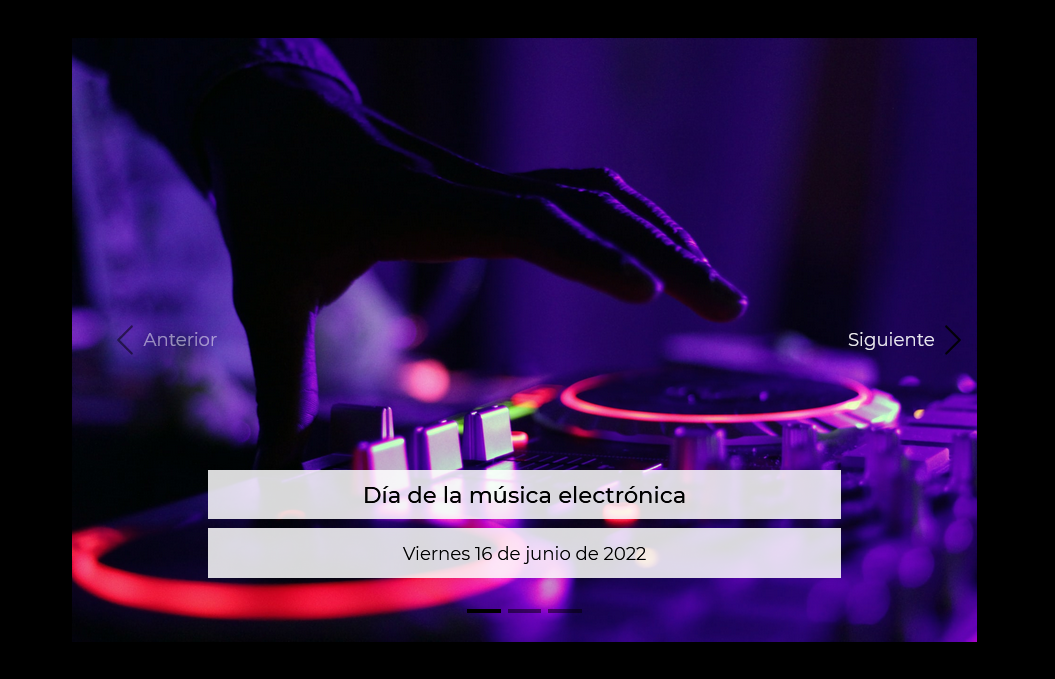 Anterior
Siguiente
Día de la música electrónica
Viernes 16 de junio de 2022